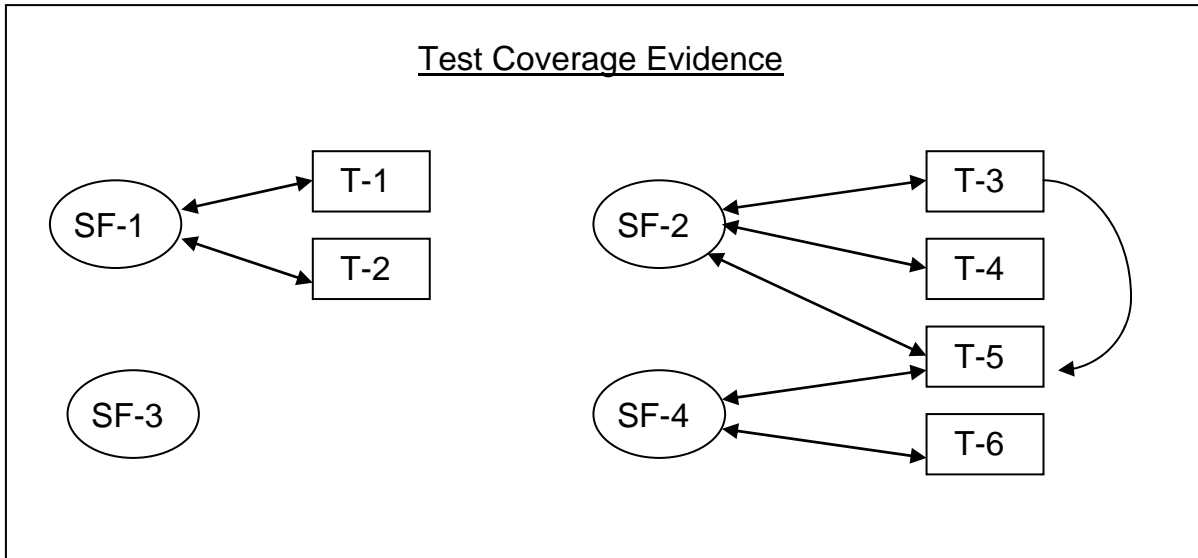 Test Coverage Evidence
SF-1
T-1
T-2
SF-2
T-3
T-4
T-5
SF-3
SF-4
T-6